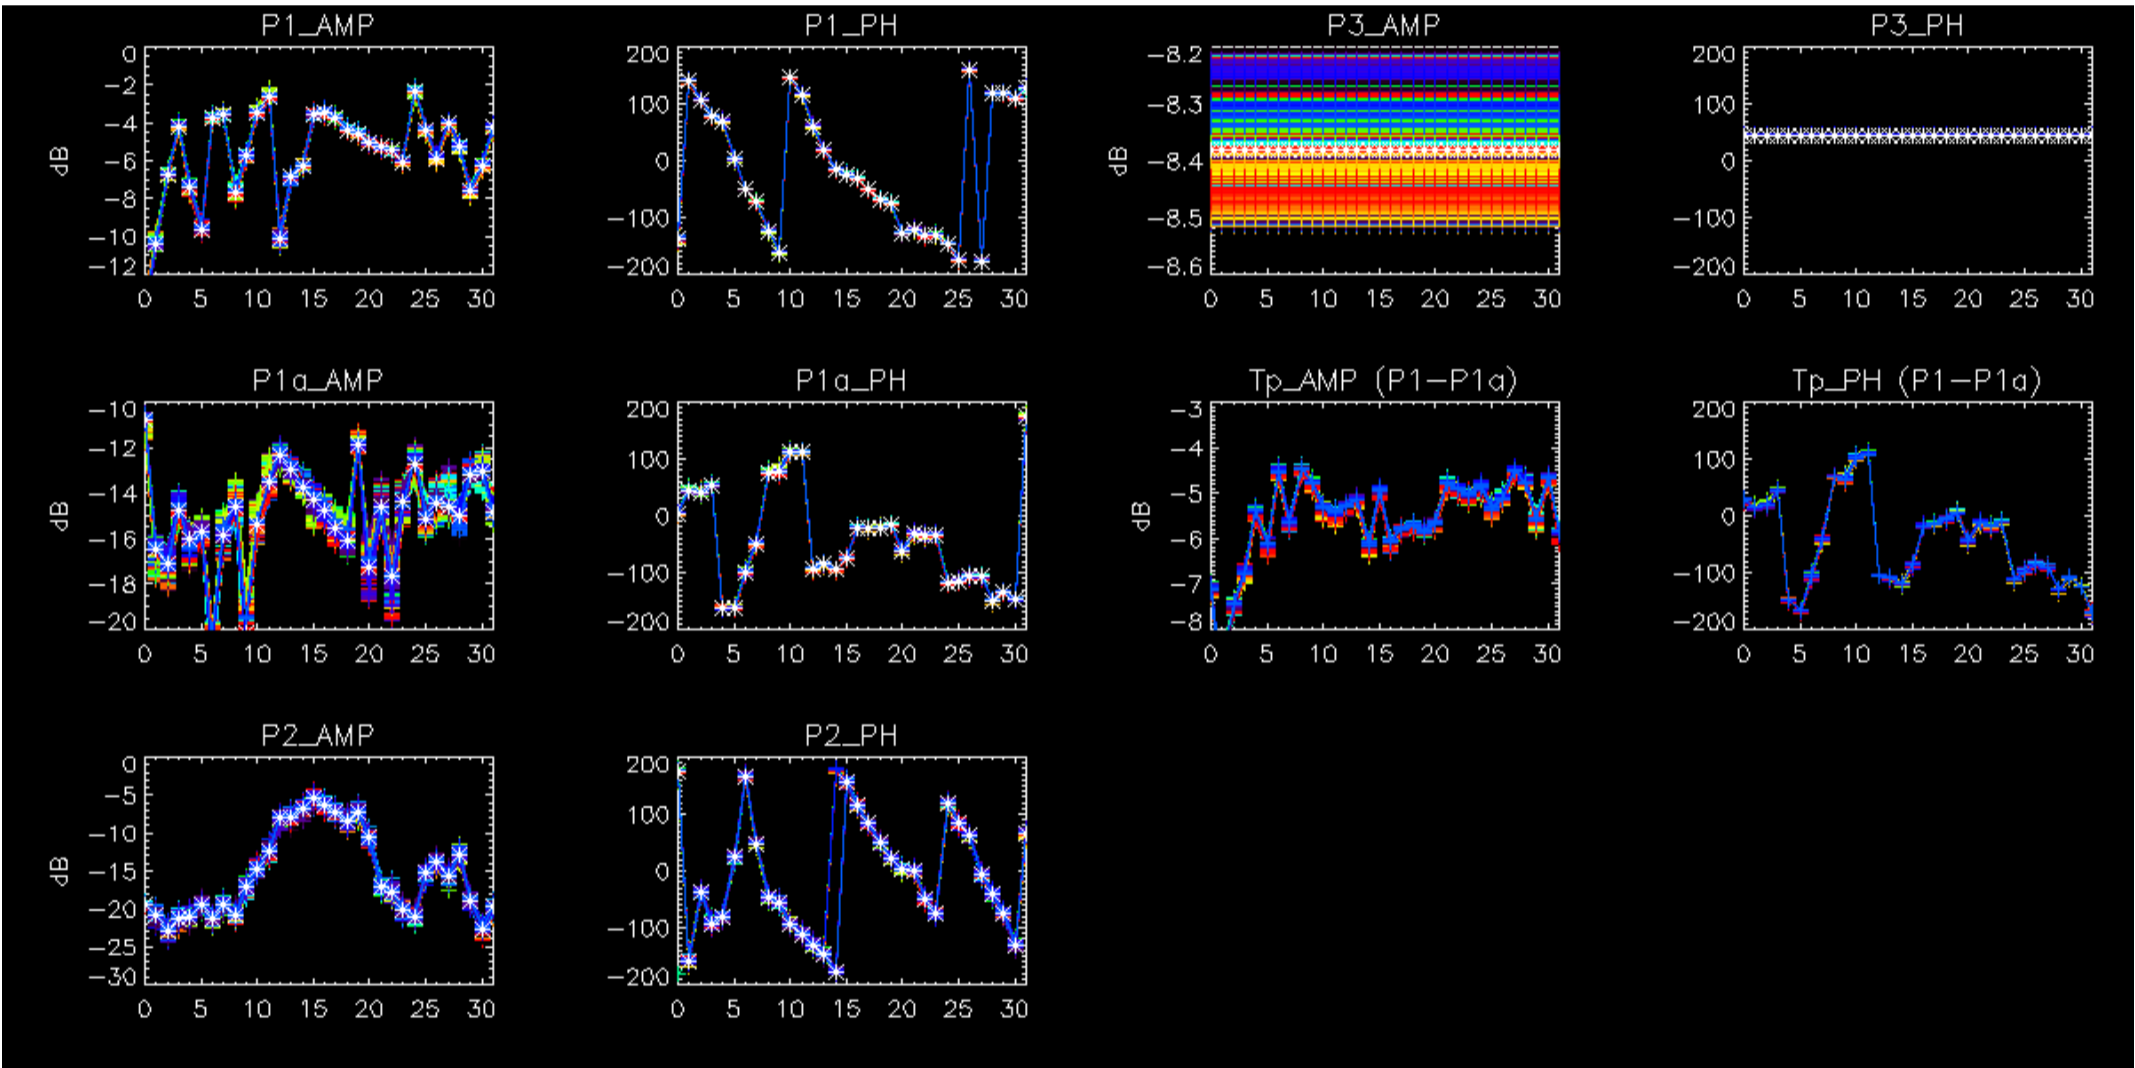 P1_AMP P1_PH P3_AMP P3_PH
0 200 -8.2 200
-2 100 -8.3 100
-4 0 -8.4 0
-6 -100 -8.5 -100
-8 -200 -8.6 -200
-10
-12
dB dB
0 5 10 15 20 25 30 0 5 10 15 20 25 30 0 5 10 15 20 25 30 0 5 10 15 20 25 30
P1a_AMP P1a_PH Tp_AMP (P1-P1a) Tp_PH (P1-P1a)
-10 200 -3 200
-12 100 -4 100
-14 0 -5 0
-16 -100 -6 -100
-18 -200 -7 -200
-20 -8
dB dB
0 5 10 15 20 25 30 0 5 10 15 20 25 30 0 5 10 15 20 25 30 0 5 10 15 20 25 30
P2_AMP P2_PH
0 200
-5 100
-10 0
-15 -100
-20 -200
-25
-30
dB
0 5 10 15 20 25 30 0 5 10 15 20 25 30